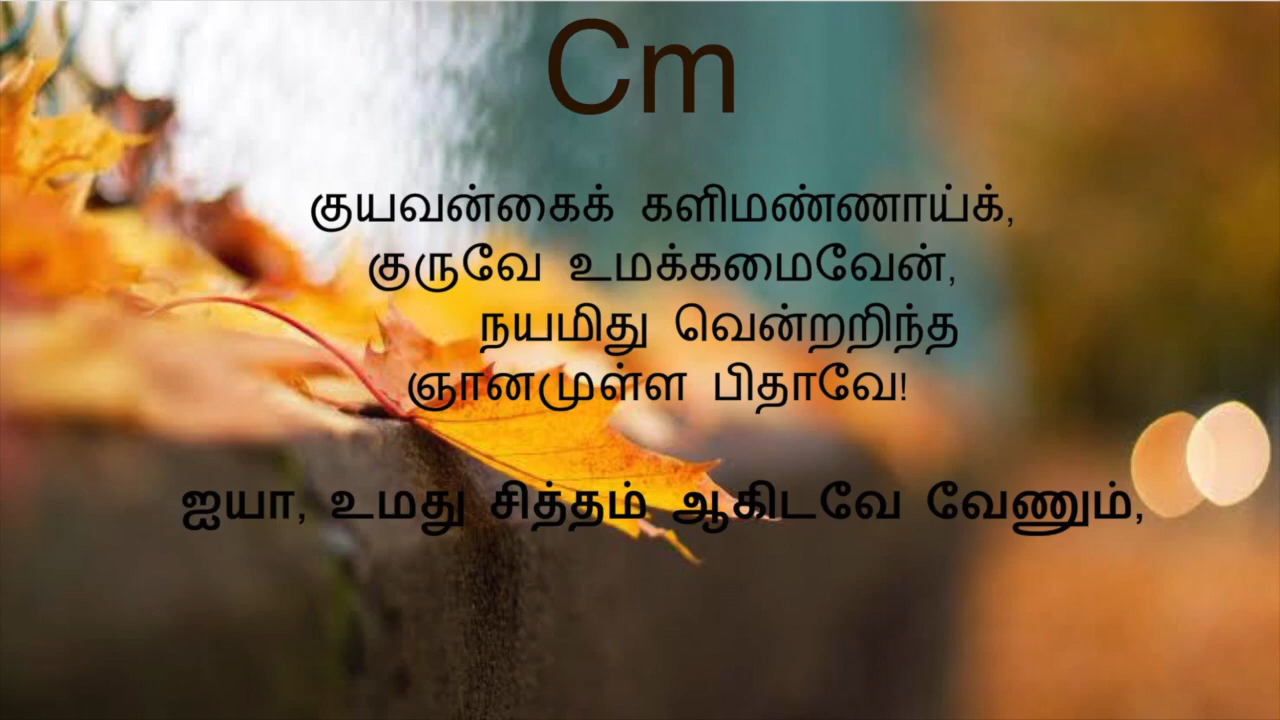 Cm
குயவன்கைக் களிமண்ணாய்க்,
குருவே உமக்கமைவேன்,
நயமிது வென்றறிந்த
ஞானமுள்ள பிதாவே!
ஐயா, உமது சித்தம் ஆகிடவே வேணும்,